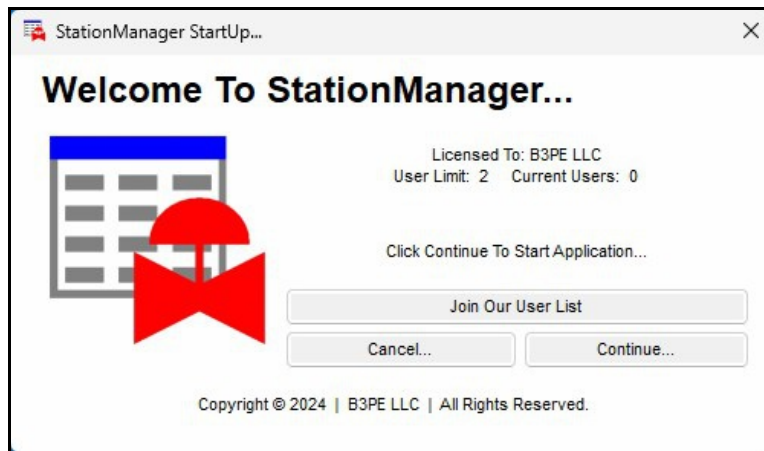 StationManager StartUp...
Welcome To StationManager...
Licensed To: B3PE LLC
User Limit: 2 Current Users: 0
Click Continue To Start Application...
Join Our User List
Cancel... Continue...
Copyright © 2024 | B3PE LLC | All Rights Reserved.